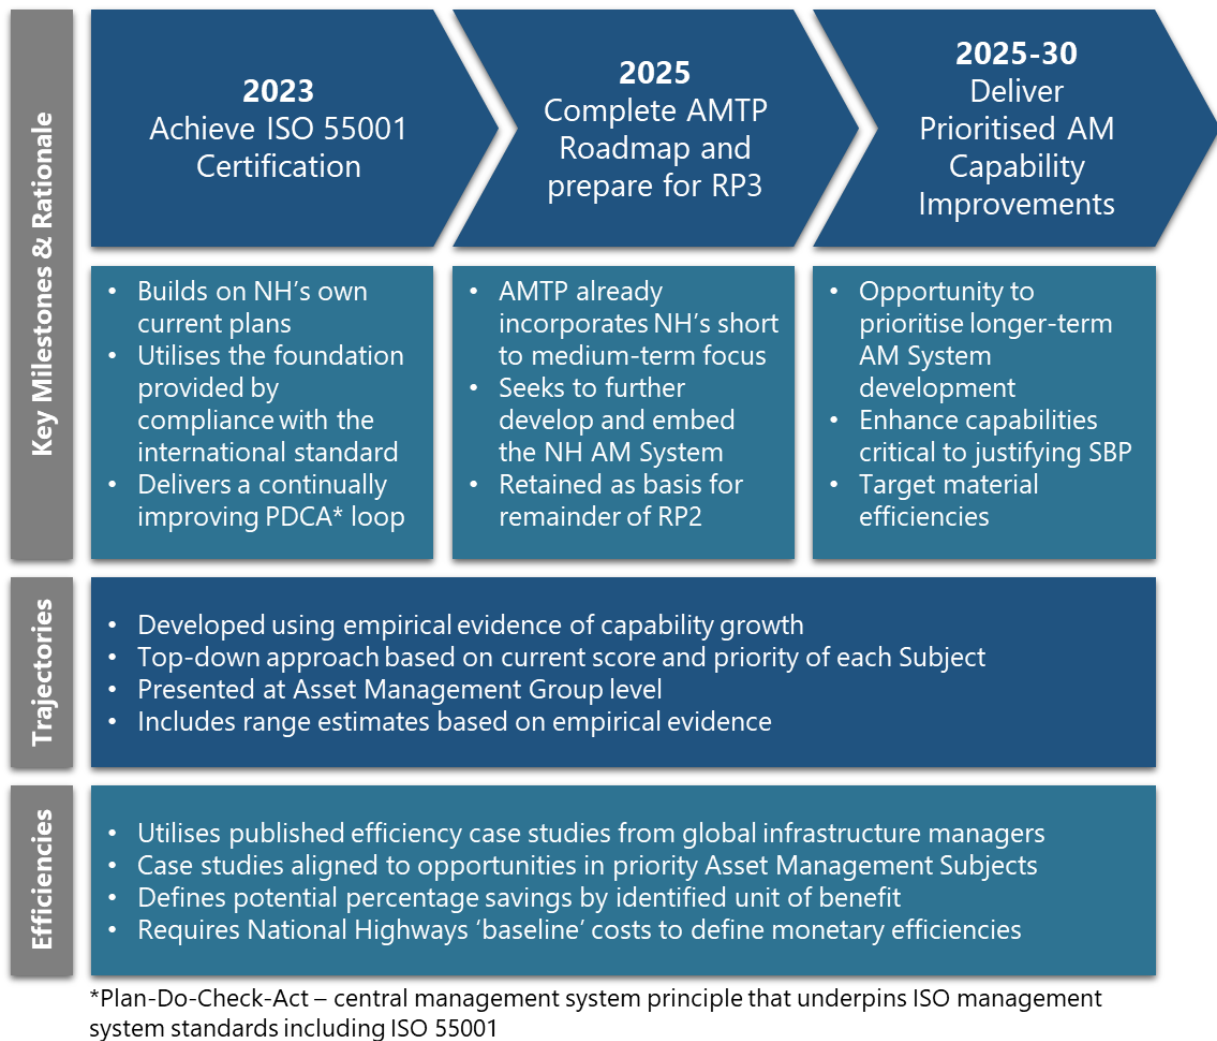 Key Milestones & Rationale
2023
Achieve ISO 55001
Certification
2025
Complete AMTP
Roadmap and
prepare for RP3
2025-30
Deliver
Prioritised AM
Capability
Improvements
• Builds on NH’s own
current plans
• Utilises the foundation
provided by
compliance with the
international standard
• Delivers a continually
improving PDCA* loop
• AMTP already
incorporates NH’s short
to medium-term focus
• Seeks to further
develop and embed
the NH AM System
• Retained as basis for
remainder of RP2
• Opportunity to
prioritise longer-term
AM System
development
• Enhance capabilities
critical to justifying SBP
• Target material
efficiencies
Trajectories
• Developed using empirical evidence of capability growth
• Top-down approach based on current score and priority of each Subject
• Presented at Asset Management Group level
• Includes range estimates based on empirical evidence
Efficiencies
• Utilises published efficiency case studies from global infrastructure managers
• Case studies aligned to opportunities in priority Asset Management Subjects
• Defines potential percentage savings by identified unit of benefit
• Requires National Highways ‘baseline’ costs to define monetary efficiencies
*Plan-Do-Check-Act – central management system principle that underpins ISO management
system standards including ISO 55001